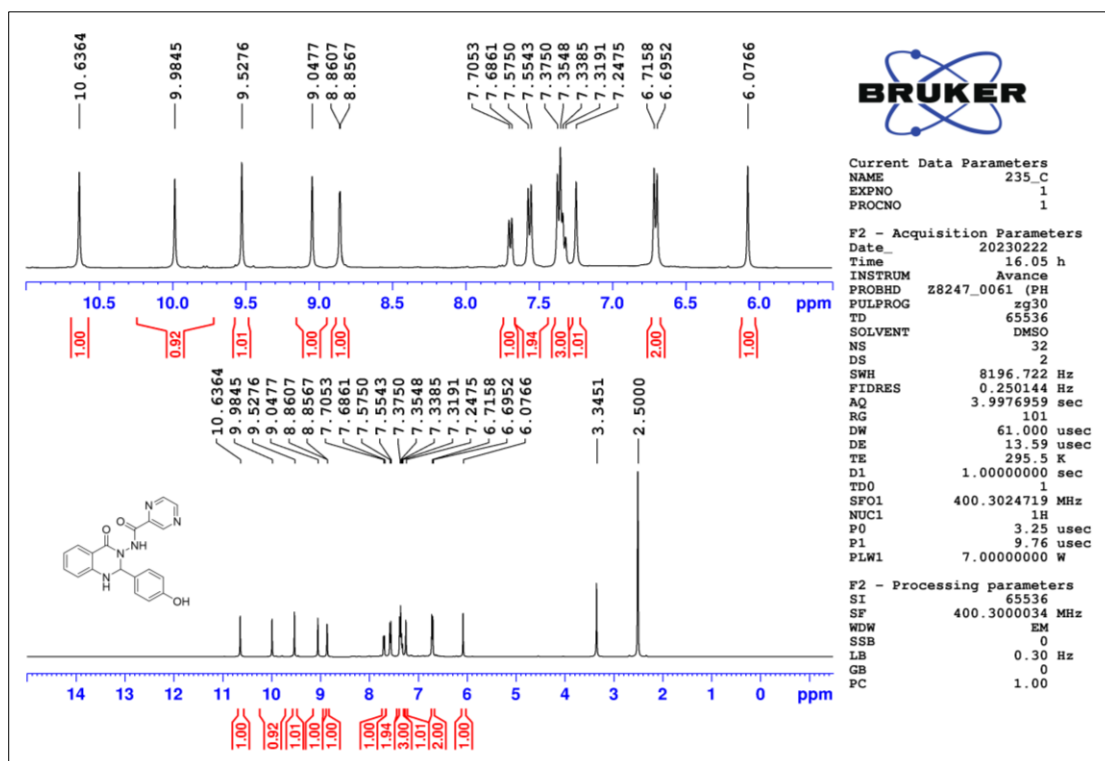 10.6364
9.9845
9.5276
9.0477
8.8607
8.8567
7.7053
7.6861
7.5750
7.5543
7.3750
7.3548
7.3385
7.3191
7.2475
6.7158
6.6952
6.0766
10.5 10.0 9.5 9.0 8.5 8.0 7.5 7.0 6.5 6.0 ppm
1.00 0.92 1.01 1.00 1.00 1.00 1.94 3.00 1.01 2.00 1.00
10.6364
9.9845
9.5276
9.0477
8.8607
8.8567
7.7053
7.6861
7.5750
7.5543
7.3750
7.3548
7.3385
7.3191
7.2475
6.7158
6.6952
6.0766
3.3451
2.5000
N
N
O
O
NH
N
N
H
OH
14 13 12 11 10 9 8 7 6 5 4 3 2 1 0 ppm
1.00 0.92 1.01 1.00 1.00 1.00 1.94 3.00 1.01 2.00 1.00
BRUKER
Current Data Parameters
NAME 235_C
EXPNO 1
PROCNO 1
F2 - Acquisition Parameters
Date_ 20230222
Time 16.05 h
INSTRUM Avance
PROBHD Z8247_0061 (PH
PULPROG zg30
TD 65536
SOLVENT DMSO
NS 32
DS 2
SWH 8196.722 Hz
FIDRES 0.250144 Hz
AQ 3.9976959 sec
RG 101
DW 61.000 usec
DE 13.59 usec
TE 295.5 K
D1 1.00000000 sec
TD0 1
SFO1 400.3024719 MHz
NUC1 1H
P0 3.25 usec
P1 9.76 usec
PLW1 7.00000000 W
F2 - Processing parameters
SI 65536
SF 400.3000034 MHz
WDW EM
SSB 0
LB 0.30 Hz
GB 0
PC 1.00